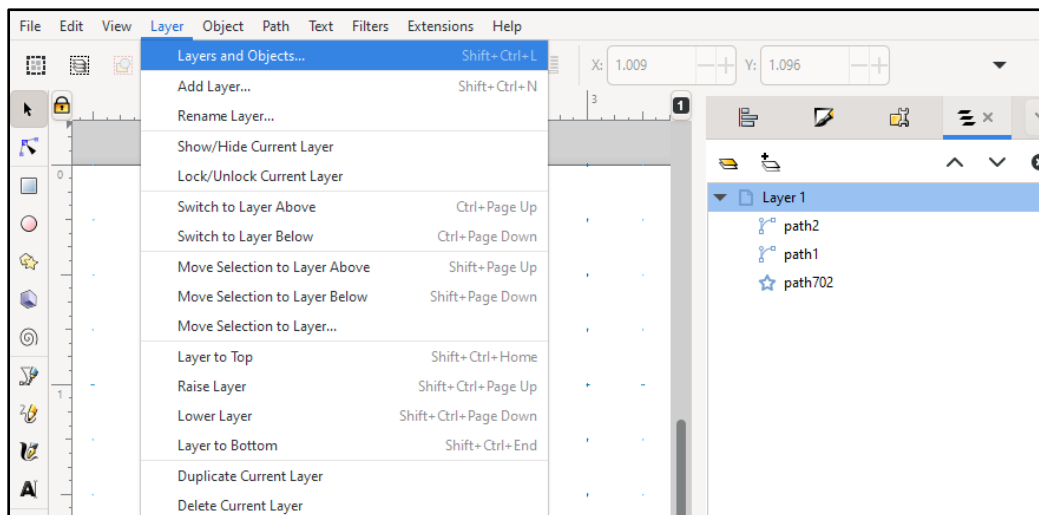 File Edit View Layer Object Path Text Filters Extensions Help
Layers and Objects... Shift+Ctrl+L
X: 1.009 Y: 1.096
Add Layer... Shift+Ctrl+N
Rename Layer...
3
1
Show/Hide Current Layer
Lock/Unlock Current Layer
0
Layer 1
Switch to Layer Above Ctrl+Page Up
path2
Switch to Layer Below Ctrl+Page Down
path1
Move Selection to Layer Above Shift+Page Up
path702
Move Selection to Layer Below Shift+Page Down
Move Selection to Layer...
Layer to Top Shift+Ctrl+Home
Raise Layer Shift+Ctrl+Page Up
1
Lower Layer Shift+Ctrl+Page Down
Layer to Bottom Shift+Ctrl+End
Duplicate Current Layer
A
Delete Current Layer